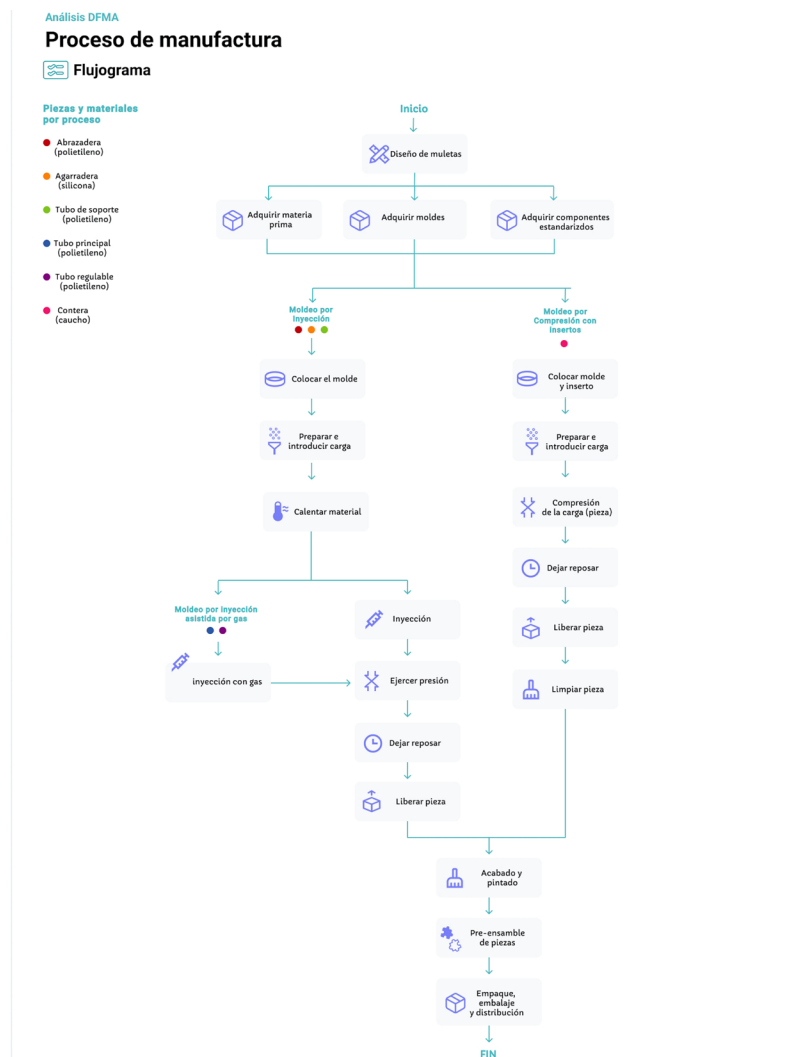 Análisis DFMA
Proceso de manufactura
Flujograma
Piezas y materiales
por proceso
Abrazadera
(polietileno)
Agarradera
(silicona)
Tubo de soporte
(polietileno)
Tubo principal
(polietileno)
Tubo regulable
(polietileno)
Contera
(caucho)
Inicio
Diseño de muletas
Adquirir materia
prima
Adquirir moldes
Adquirir componentes
estandarizdos
Moldeo por
Inyección
Colocar el molde
Preparar e
introducir carga
Calentar material
Moldeo por inyección
asistida por gas
inyección con gas
Inyección
Ejercer presión
Dejar reposar
Liberar pieza
Moldeo por
Compresión con
Insertos
Colocar molde
y inserto
Preparar e
introducir carga
Compresión
de la carga (pieza)
Dejar reposar
Liberar pieza
Limpiar pieza
Acabado y
pintado
Pre-ensamble
de piezas
Empaque,
embalaje
y distribución
FIN